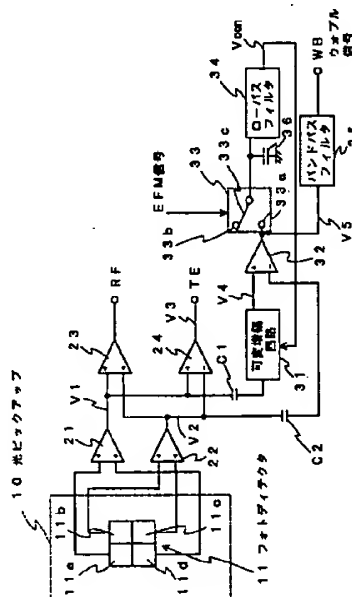 10 光ピックアップ
11a
11b
11c
11d
11 フォトディテクタ
21
22
V1
V2
23
24
RF
TE
V3
C1
C2
可変増幅
回路
31
V4
32
EFM信号
33
33a
33b
33c
34
ローパス
フィルタ
36
Vcon
バンドパス
フィルタ
V5
WB
ウォブル
信号